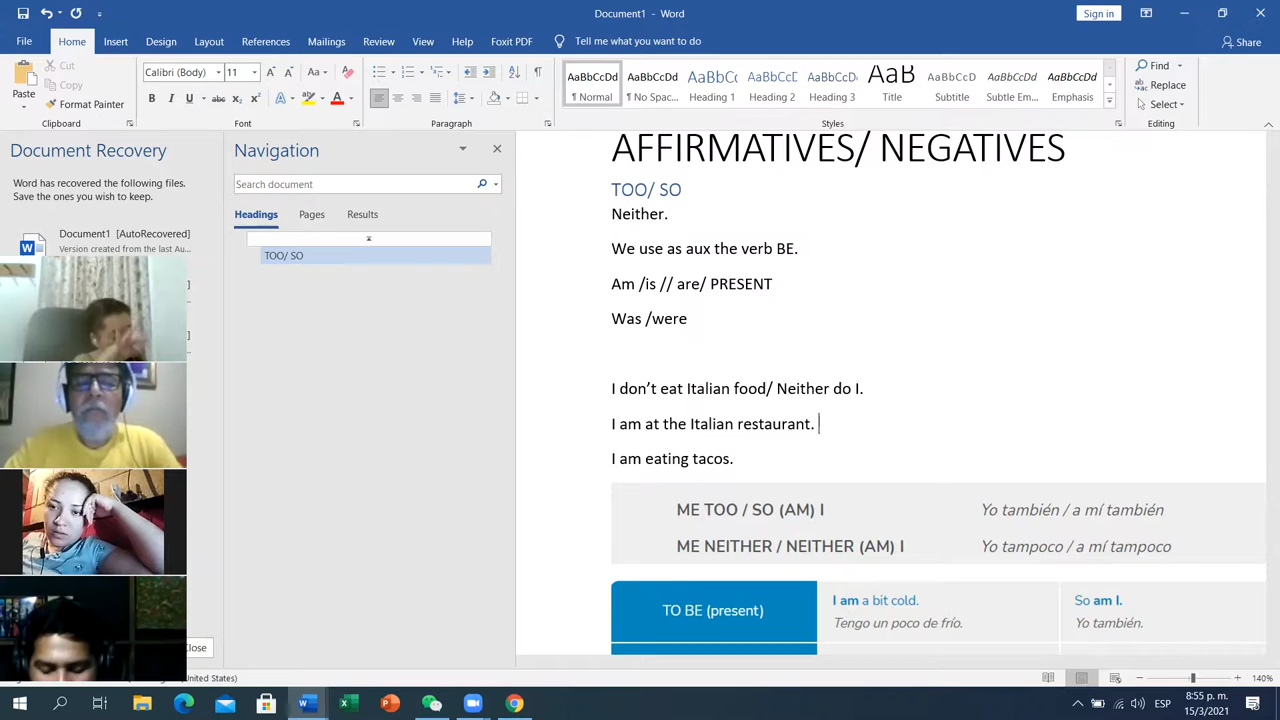 Document1 - Word
Sign in
File Home Insert Design Layout References Mailings Review View Help Foxit PDF Tell me what you want to do Share
Paste
Cut
Copy
Format Painter
Calibri (Body) 11
AaBbCcDd AaBbCcDd AaBbCc AaBbCcD AaBbCcD AaB AaBbCcD AaBbCcDd AaBbCcDd
¶ Normal ¶ No Spac... Heading 1 Heading 2 Heading 3 Title Subtitle Subtle Em... Emphasis
Find
Replace
Select
Clipboard Font Paragraph Styles Editing
Document Recovery
Word has recovered the following files.
Save the ones you wish to keep.
Document1 [AutoRecovered]
Version created from the last Au...
Navigation
Search document
Headings Pages Results
TOO/ SO
AFFIRMATIVES/ NEGATIVES
TOO/ SO
Neither.
We use as aux the verb BE.
Am /is // are/ PRESENT
Was /were
I don’t eat Italian food/ Neither do I.
I am at the Italian restaurant.
I am eating tacos.
ME TOO / SO (AM) I Yo también / a mí también
ME NEITHER / NEITHER (AM) I Yo tampoco / a mí tampoco
TO BE (present) I am a bit cold. So am I.
Tengo un poco de frío. Yo también.
140%
ESP 8:55 p. m.
15/3/2021